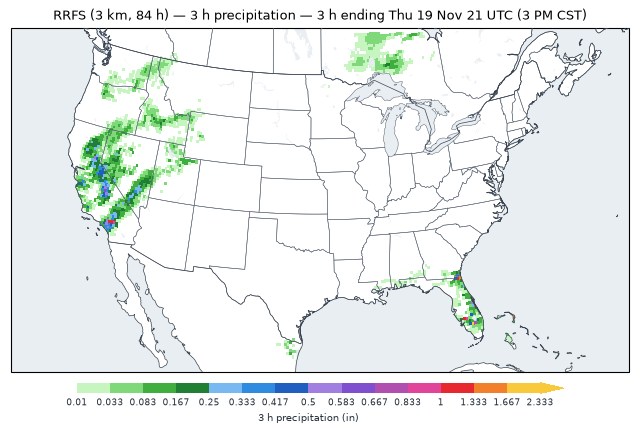 RRFS (3 km, 84 h) — 3 h precipitation — 3 h ending Thu 19 Nov 21 UTC (3 PM CST)
0.01 0.033 0.083 0.167 0.25 0.333 0.417 0.5 0.583 0.667 0.833 1 1.333 1.667 2.333
3 h precipitation (in)